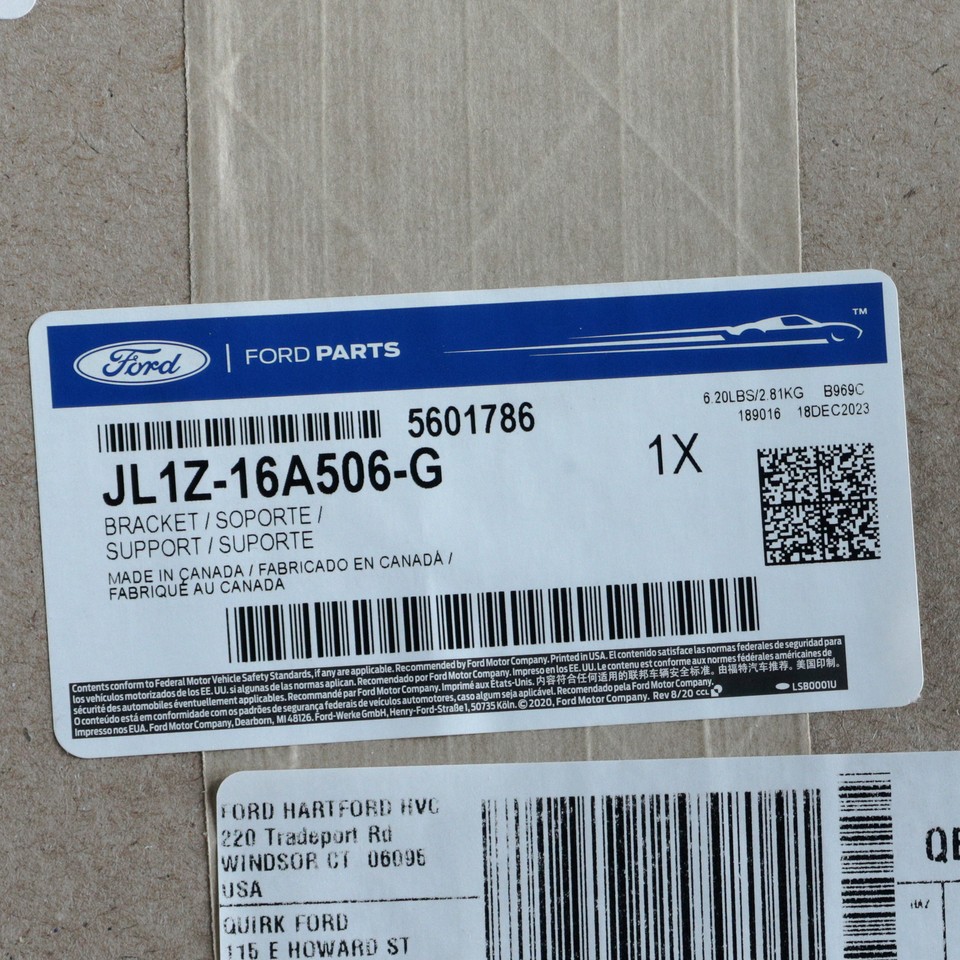 Ford | FORD PARTS
TM
6.20LBS/2.81KG B969C
189016 18DEC2023
5601786
JL1Z-16A506-G
1X
BRACKET / SOPORTE /
SUPPORT / SUPORTE
MADE IN CANADA / FABRICADO EN CANADÁ /
FABRIQUÉ AU CANADA
Contents conform to Federal Motor Vehicle Safety Standards, if any are applicable. Recommended by Ford Motor Company. Printed in USA. El contenido satisface las normas federales de seguridad para
los vehículos motorizados de los EE. UU. si algunas de las normas aplican. Recomendado por Ford Motor Company. Impreso en los EE. UU. Le contenu est conforme aux normes fédérales américaines de
sécurité des automobiles éventuellement applicables. Recommandé par Ford Motor Company. Imprimé aux États-Unis. 内容符合任何适用的联邦车辆安全标准。由福特汽车推荐。美国印制。
O conteúdo está em conformidade com os padrões de segurança federais de veículos automotores, caso algum seja aplicável. Recomendado pela Ford Motor Company.
Impresso nos EUA. Ford Motor Company, Dearborn, MI 48126. Ford-Werke GmbH, Henry-Ford-Straße 1, 50735 Köln. © 2020, Ford Motor Company. Rev 8/20 cc.
LSB0001U
FORD HARTFORD HVC
220 Tradeport Rd
WINDSOR CT 06096
USA
QUIRK FORD
115 E HOWARD ST